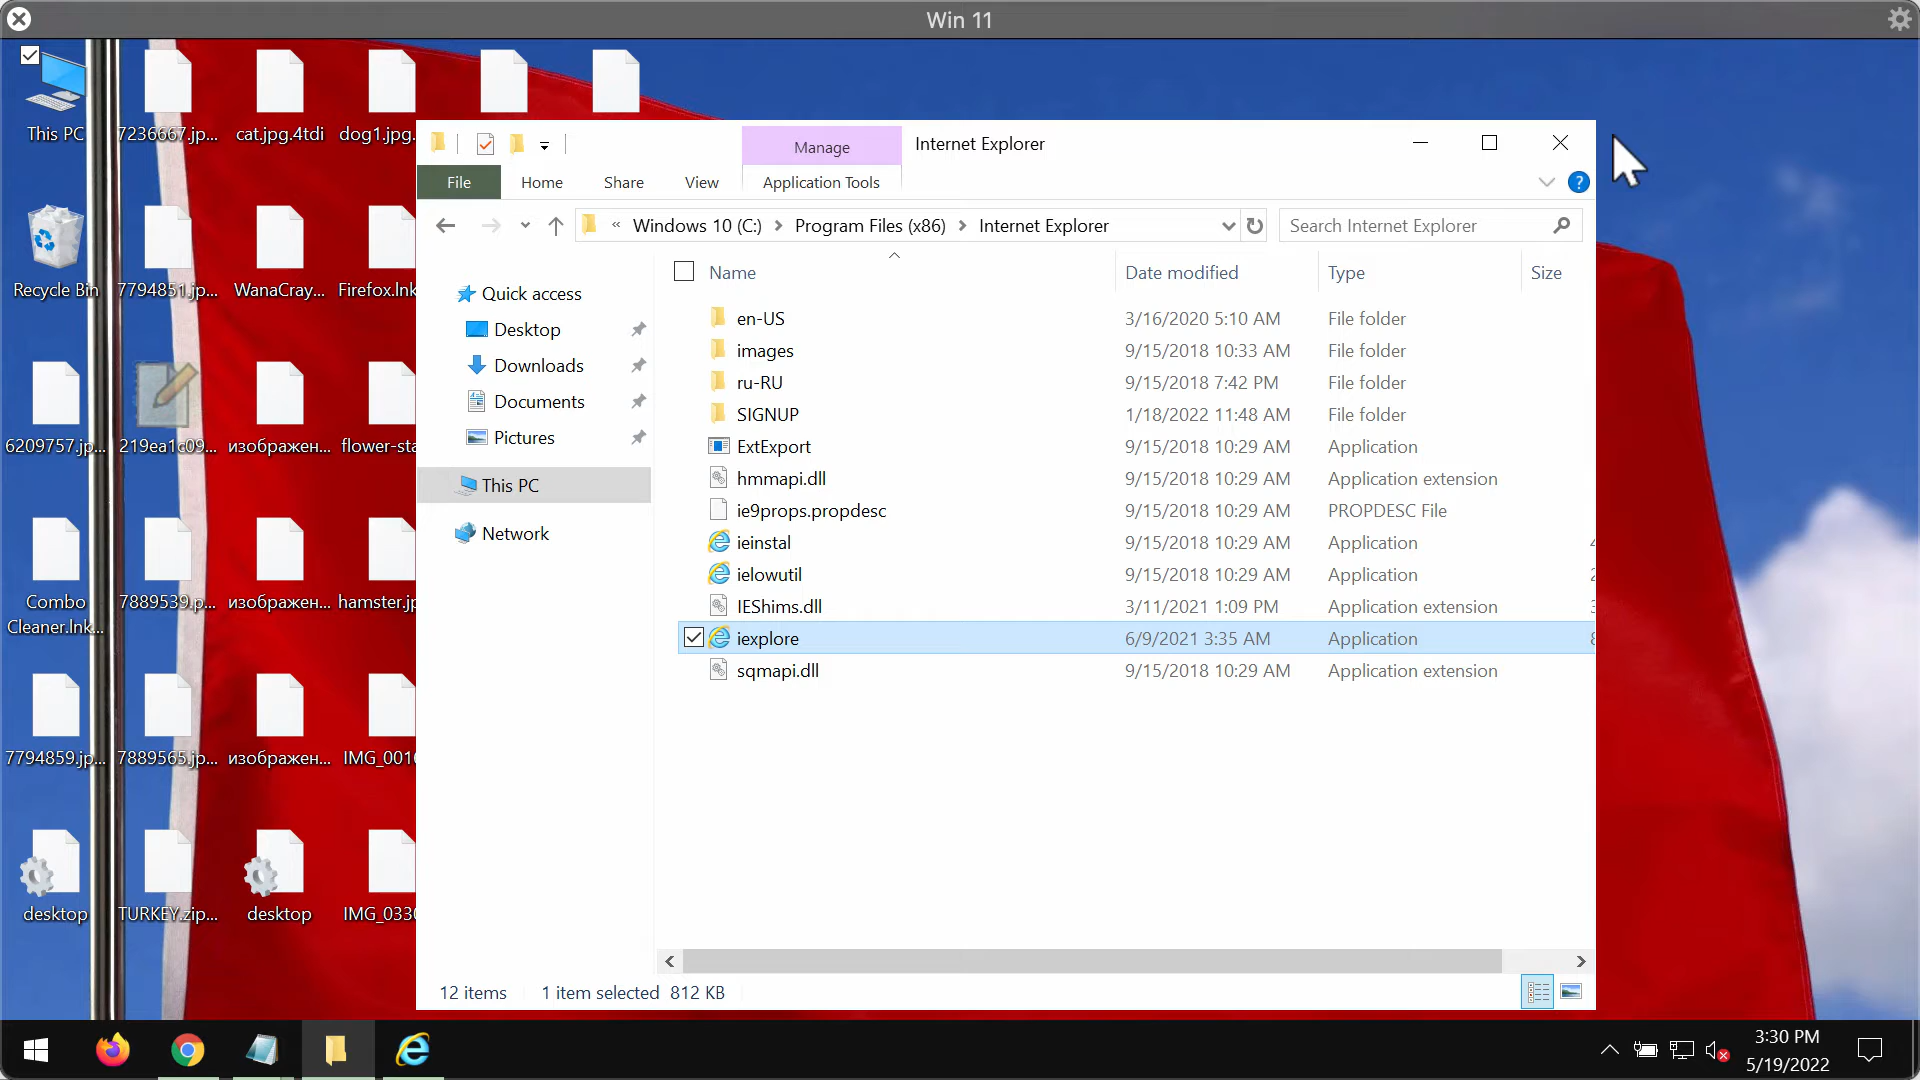 Win 11
This PC
7236667.jp...
cat.jpg.4tdi
dog1.jpg.
Recycle Bin
7794851.jp...
WanaCray...
Firefox.lnk
6209757.jp...
219ea1c09...
изображен...
flower-sta
Combo
Cleaner.lnk...
7889539.p...
изображен...
hamster.jp
7794859.jp...
7889565.jp...
изображен...
IMG_0016
desktop
TURKEY.zip...
desktop
IMG_0330
Manage
Internet Explorer
File
Home
Share
View
Application Tools
?
« Windows 10 (C:) > Program Files (x86) > Internet Explorer
Search Internet Explorer
Quick access
Desktop
Downloads
Documents
Pictures
This PC
Network
Name Date modified Type Size
en-US 3/16/2020 5:10 AM File folder
images 9/15/2018 10:33 AM File folder
ru-RU 9/15/2018 7:42 PM File folder
SIGNUP 1/18/2022 11:48 AM File folder
ExtExport 9/15/2018 10:29 AM Application
hmmapi.dll 9/15/2018 10:29 AM Application extension
ie9props.propdesc 9/15/2018 10:29 AM PROPDESC File
ieinstal 9/15/2018 10:29 AM Application
ielowutil 9/15/2018 10:29 AM Application
IEShims.dll 3/11/2021 1:09 PM Application extension
iexplore 6/9/2021 3:35 AM Application
sqmapi.dll 9/15/2018 10:29 AM Application extension
12 items 1 item selected 812 KB
3:30 PM
5/19/2022